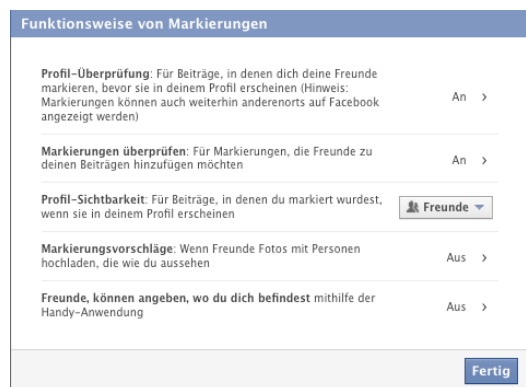 Funktionsweise von Markierungen
Profil-Überprüfung: Für Beiträge, in denen dich deine Freunde
markieren, bevor sie in deinem Profil erscheinen (Hinweis:
Markierungen können auch weiterhin anderenorts auf Facebook
angezeigt werden)
An >
Markierungen überprüfen: Für Markierungen, die Freunde zu
deinen Beiträgen hinzufügen möchten
An >
Profil-Sichtbarkeit: Für Beiträge, in denen du markiert wurdest,
wenn sie in deinem Profil erscheinen
Freunde
Markierungsvorschläge: Wenn Freunde Fotos mit Personen
hochladen, die wie du aussehen
Aus >
Freunde, können angeben, wo du dich befindest mithilfe der
Handy-Anwendung
Aus >
Fertig